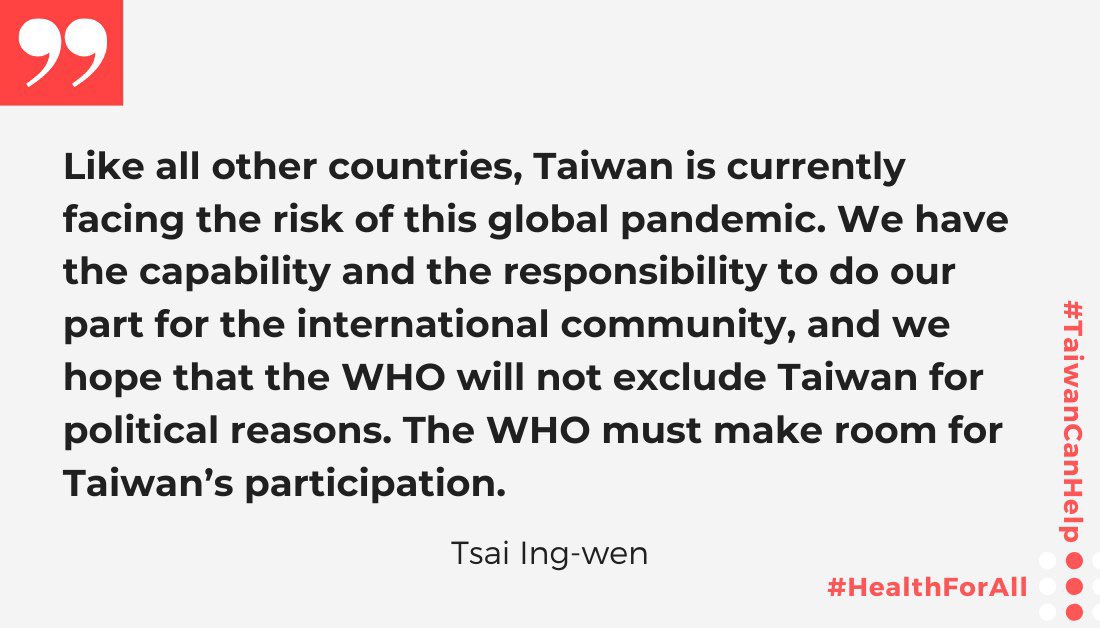 ”
Like all other countries, Taiwan is currently
facing the risk of this global pandemic. We have
the capability and the responsibility to do our
part for the international community, and we
hope that the WHO will not exclude Taiwan for
political reasons. The WHO must make room for
Taiwan’s participation.
Tsai Ing-wen
#HealthForAll
#TaiwanCanHelp